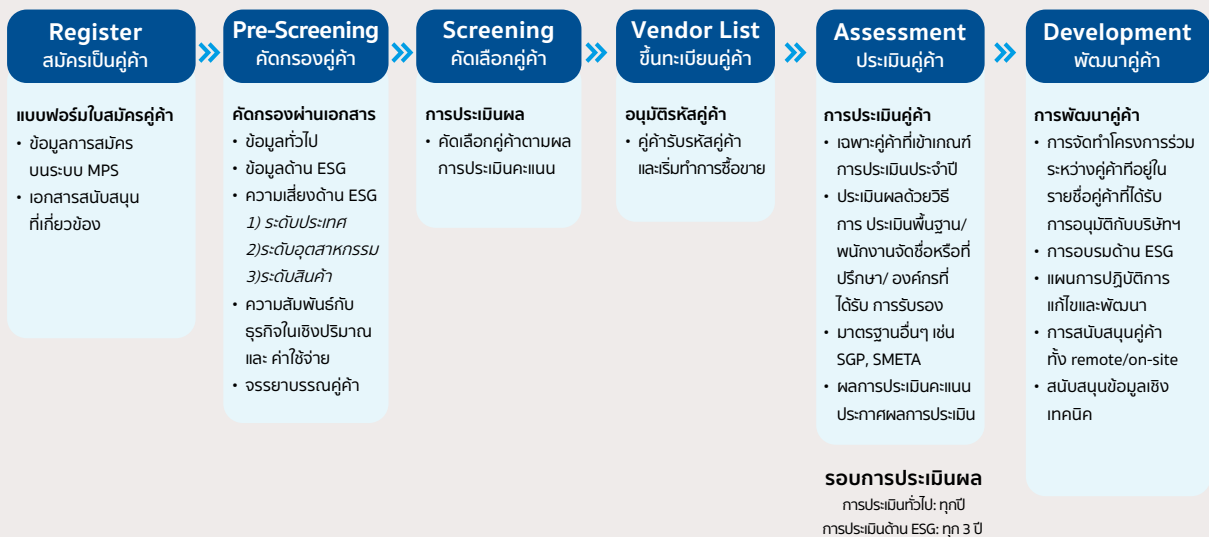 Register
สมัครเป็นคู่ค้า
แบบฟอร์มใบสมัครคู่ค้า
• ข้อมูลการสมัคร
บนระบบ MPS
• เอกสารสนับสนุน
ที่เกี่ยวข้อง
Pre-Screening
คัดกรองคู่ค้า
คัดกรองผ่านเอกสาร
• ข้อมูลทั่วไป
• ข้อมูลด้าน ESG
• ความเสี่ยงด้าน ESG
1) ระดับประเทศ
2)ระดับอุตสาหกรรม
3)ระดับสินค้า
• ความสัมพันธ์กับ
ธุรกิจในเชิงปริมาณ
และ ค่าใช้จ่าย
• จรรยาบรรณคู่ค้า
Screening
คัดเลือกคู่ค้า
การประเมินผล
• คัดเลือกคู่ค้าตามผล
การประเมินคะแนน
Vendor List
ขึ้นทะเบียนคู่ค้า
อนุมัติรหัสคู่ค้า
• คู่ค้ารับรหัสคู่ค้า
และเริ่มทำการซื้อขาย
Assessment
ประเมินคู่ค้า
การประเมินคู่ค้า
• เฉพาะคู่ค้าที่เข้าเกณฑ์
การประเมินประจำปี
• ประเมินผลด้วยวิธี
การ ประเมินพื้นฐาน/
พนักงานจัดซื้อหรือที่
ปรึกษา/ องค์กรที่
ได้รับ การรับรอง
• มาตรฐานอื่นๆ เช่น
SGP, SMETA
• ผลการประเมินคะแนน
ประกาศผลการประเมิน
รอบการประเมินผล
การประเมินทั่วไป: ทุกปี
การประเมินด้าน ESG: ทุก 3 ปี
Development
พัฒนาคู่ค้า
การพัฒนาคู่ค้า
• การจัดทำโครงการร่วม
ระหว่างคู่ค้าทีอยู่ใน
รายชื่อคู่ค้าที่ได้รับ
การอนุมัติกับบริษัทฯ
• การอบรมด้าน ESG
• แผนการปฏิบัติการ
แก้ไขและพัฒนา
• การสนับสนุนคู่ค้า
ทั้ง remote/on-site
• สนับสนุนข้อมูลเชิง
เทคนิค